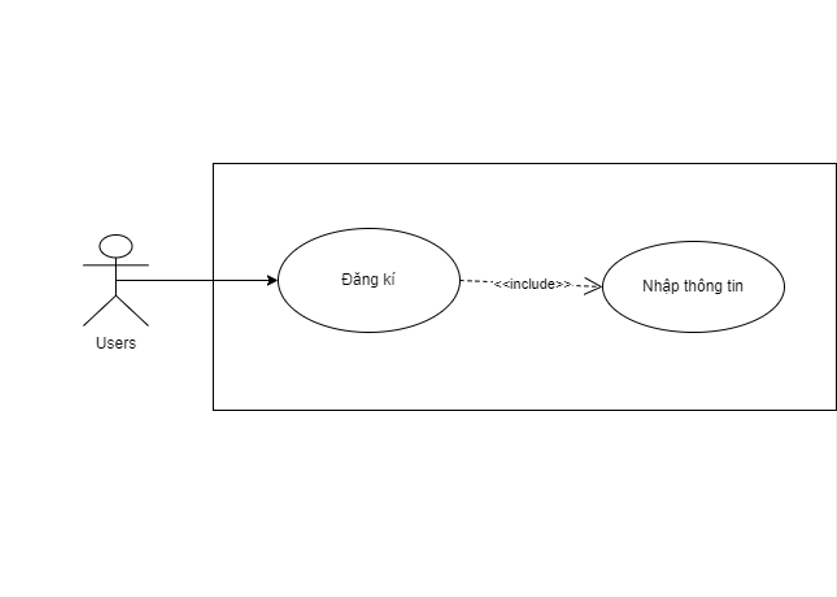 Đăng kí
<<include>>
Nhập thông tin
Users